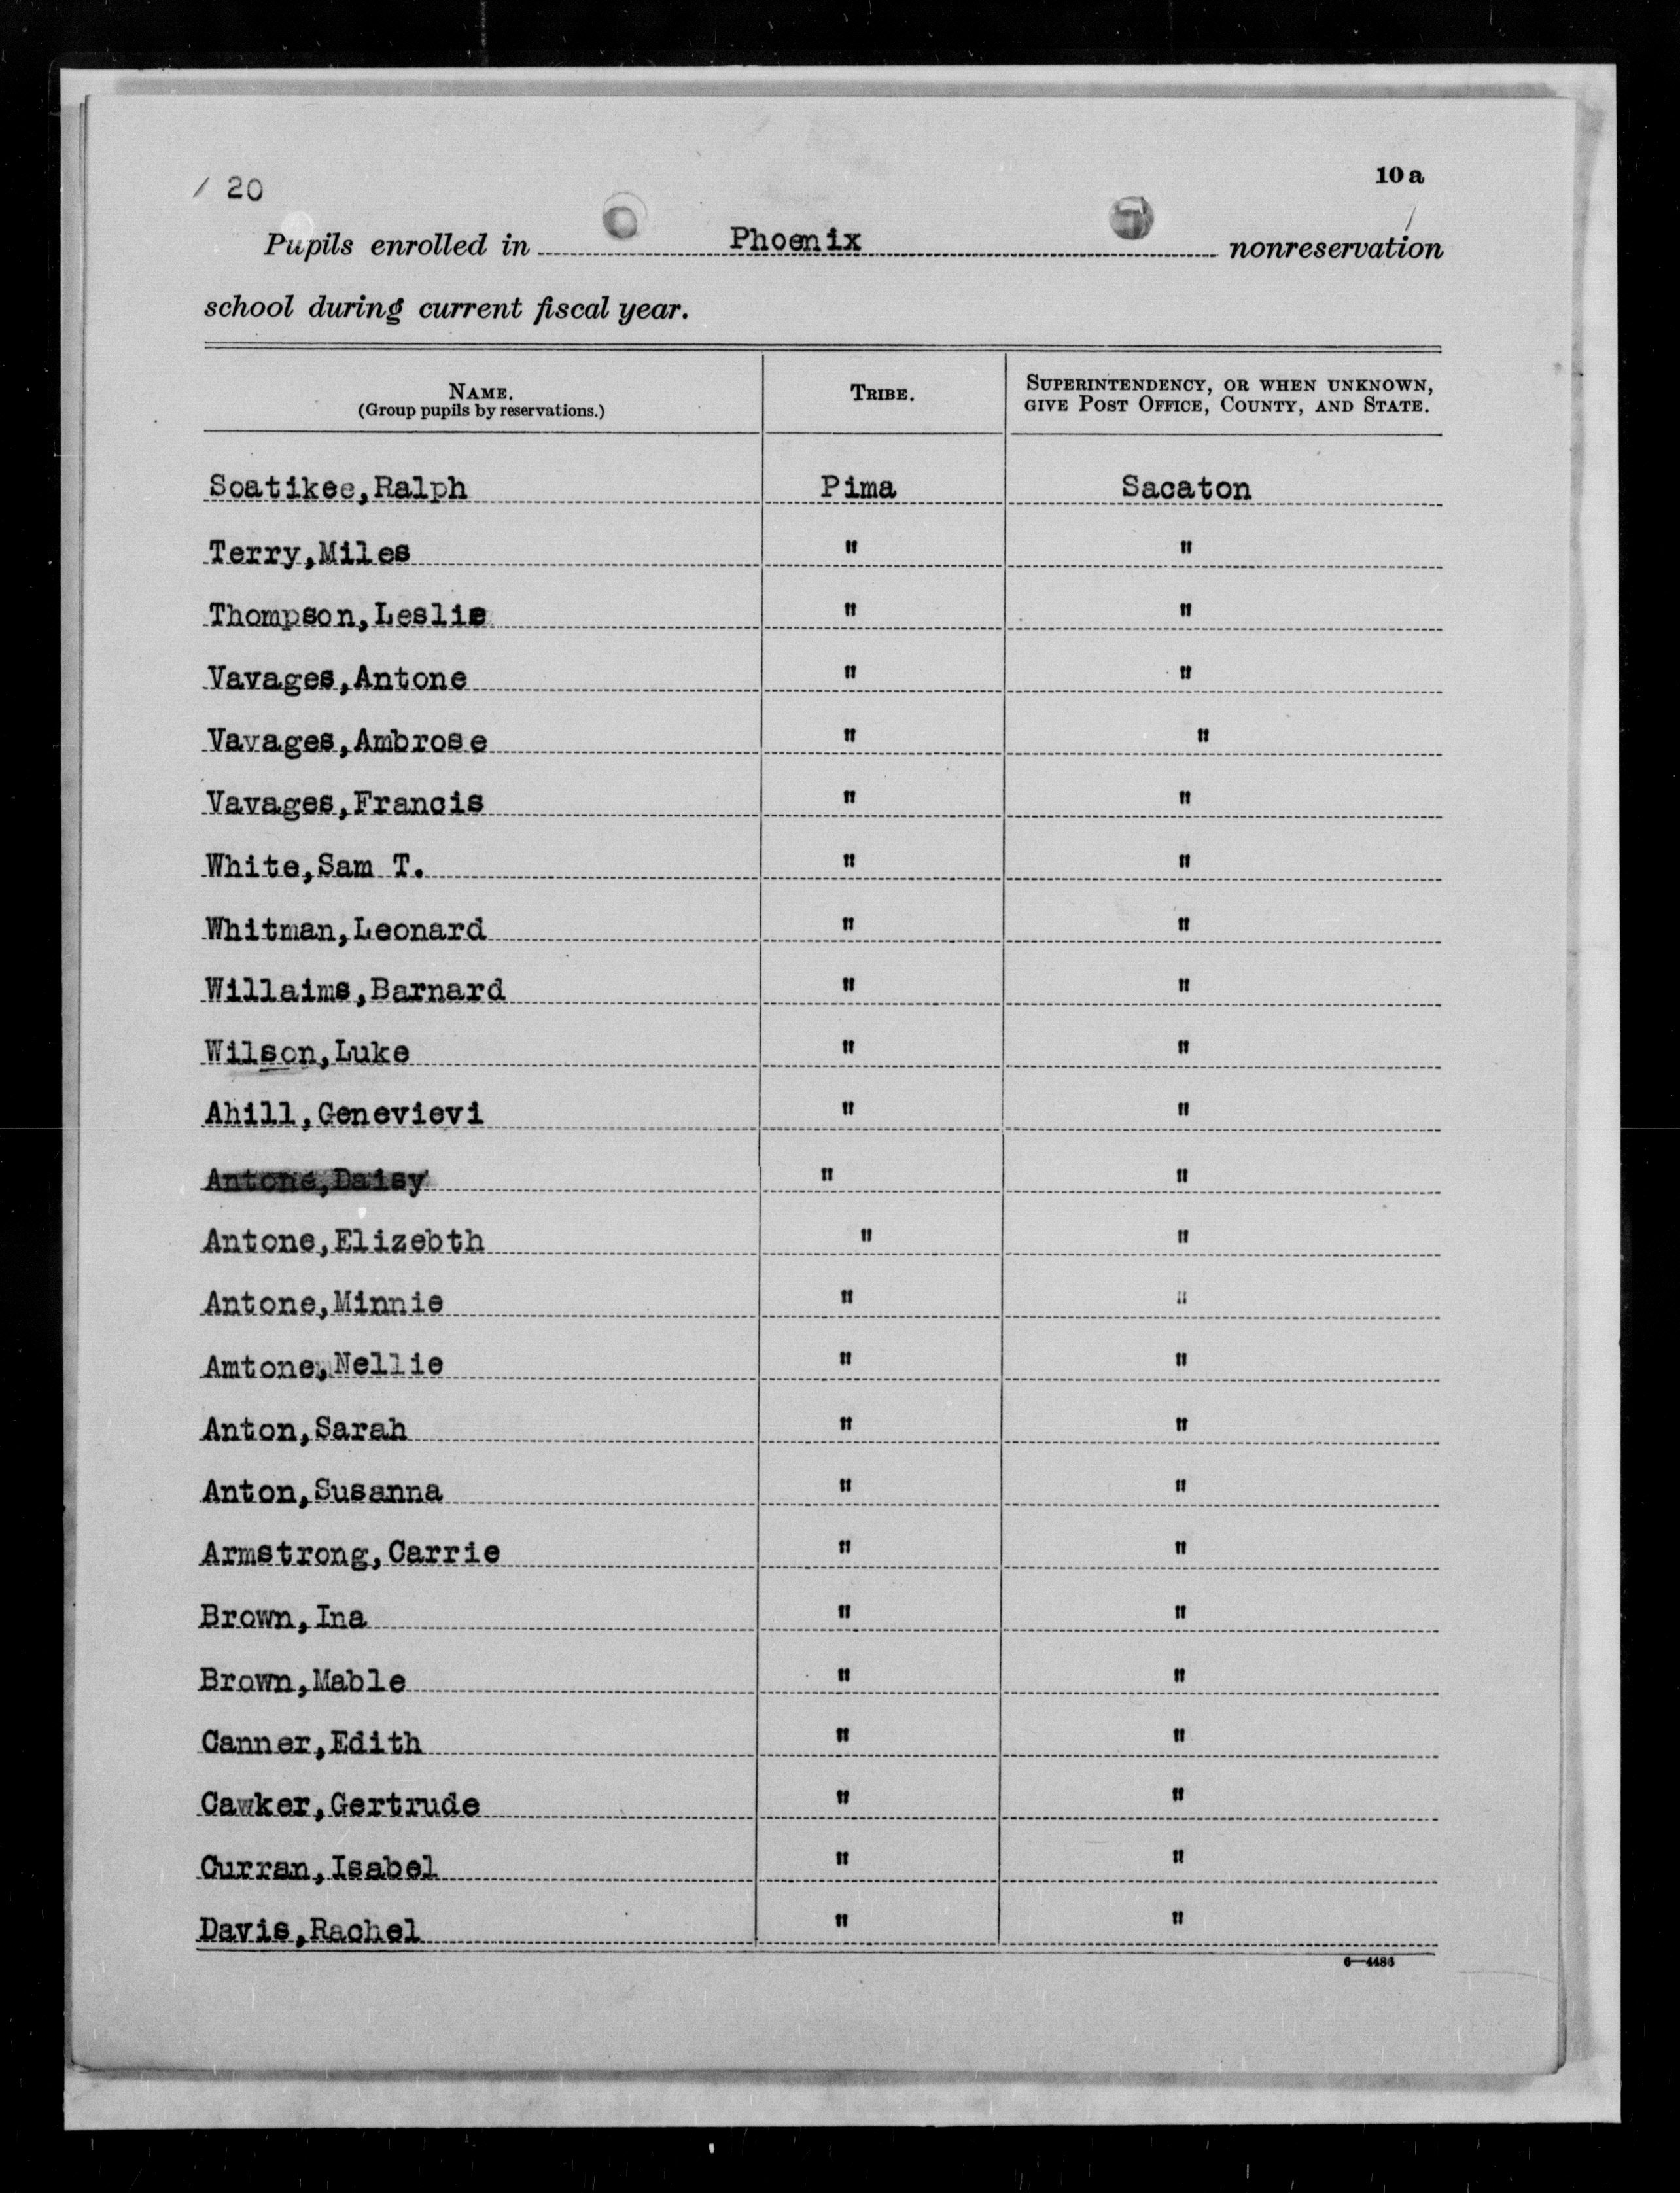 / 20
10 a
Pupils enrolled in Phoenix nonreservation
school during current fiscal year.
NAME. TRIBE. SUPERINTENDENCY, OR WHEN UNKNOWN,
(Group pupils by reservations.) GIVE POST OFFICE, COUNTY, AND STATE.
Soatikee,Ralph Pima Sacaton
Terry,Miles " "
Thompson,Leslie " "
Vavages,Antone " "
Vavages,Ambrose " "
Vavages,Francis " "
White,Sam T. " "
Whitman,Leonard " "
Willaims,Barnard " "
Wilson,Luke " "
Ahill,Genevievi " "
Antone,Daisy " "
Antone,Elizebth " "
Antone,Minnie " "
Amtone,Nellie " "
Anton,Sarah " "
Anton,Susanna " "
Armstrong,Carrie " "
Brown,Ina " "
Brown,Mable " "
Canner,Edith " "
Cawker,Gertrude " "
Curran,Isabel " "
Davis,Rachel " "
6—4486